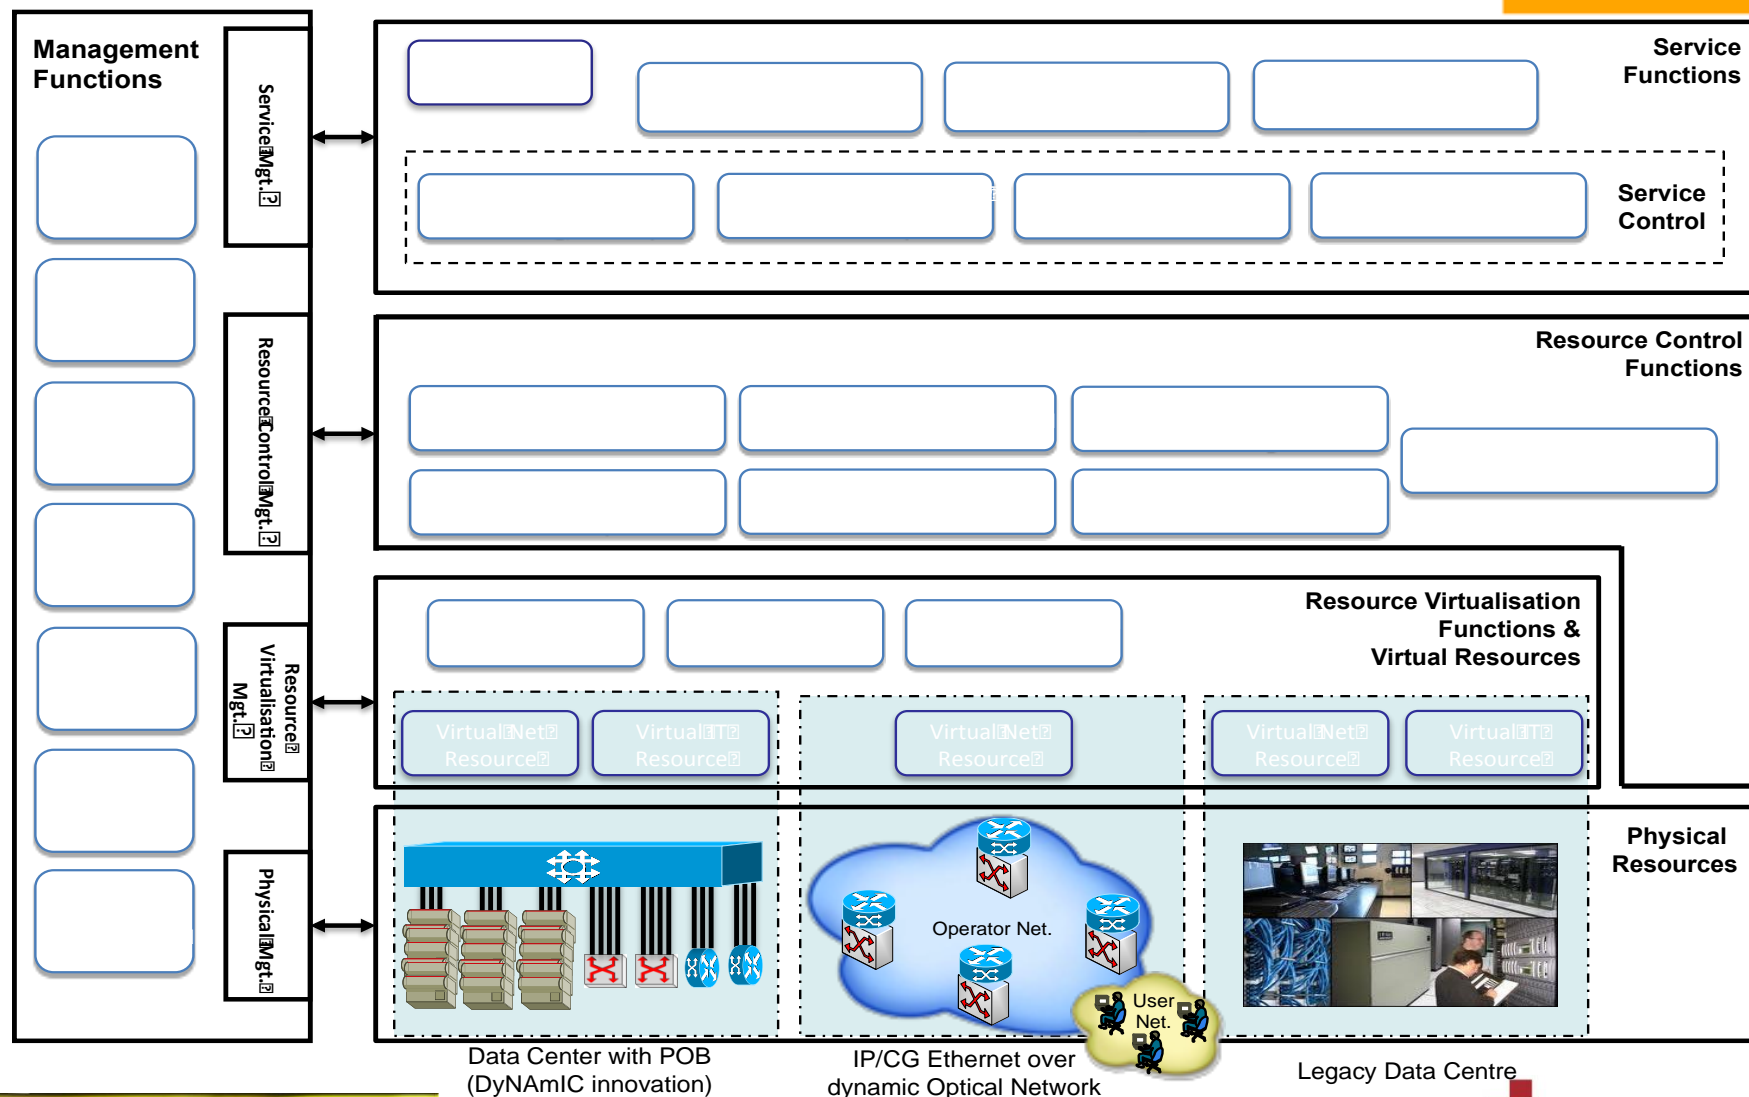 Management
Functions
Service Mgt.
Resource Control Mgt.
Resource
Virtualisation
Mgt.
Physical Mgt.
Service
Functions
Service
Control
Resource Control
Functions
Resource Virtualisation
Functions &
Virtual Resources
Virtual Net
Resource
Virtual IT
Resource
Virtual Net
Resource
Virtual Net
Resource
Virtual IT
Resource
Physical
Resources
Operator Net.
User
Net.
Data Center with POB
(DyNAmIC innovation)
IP/CG Ethernet over
dynamic Optical Network
Legacy Data Centre